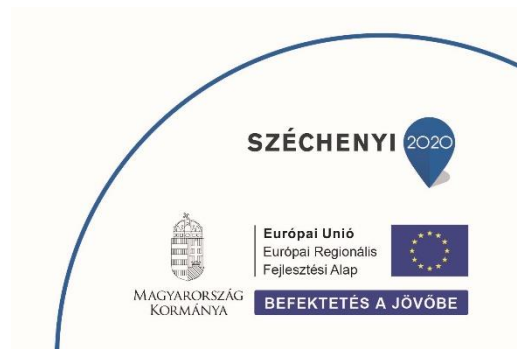 SZÉCHENYI 2020
Európai Unió
Európai Regionális
Fejlesztési Alap
MAGYARORSZÁG
KORMÁNYA
BEFEKTETÉS A JÖVŐBE